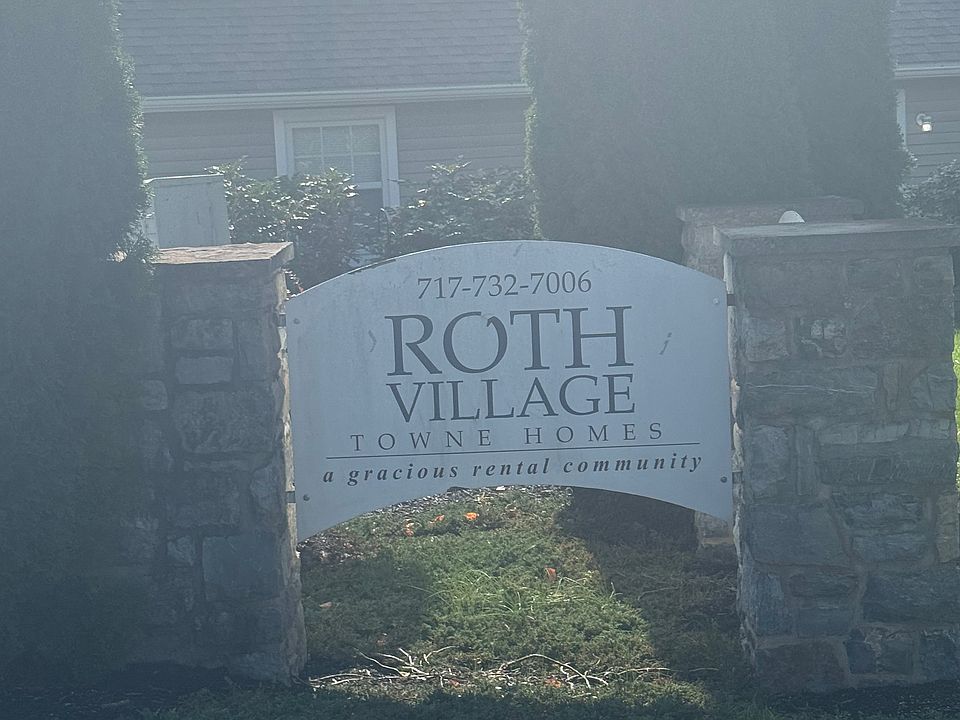 717-732-7006
ROTH
VILLAGE
TOWNE HOMES
a gracious rental community